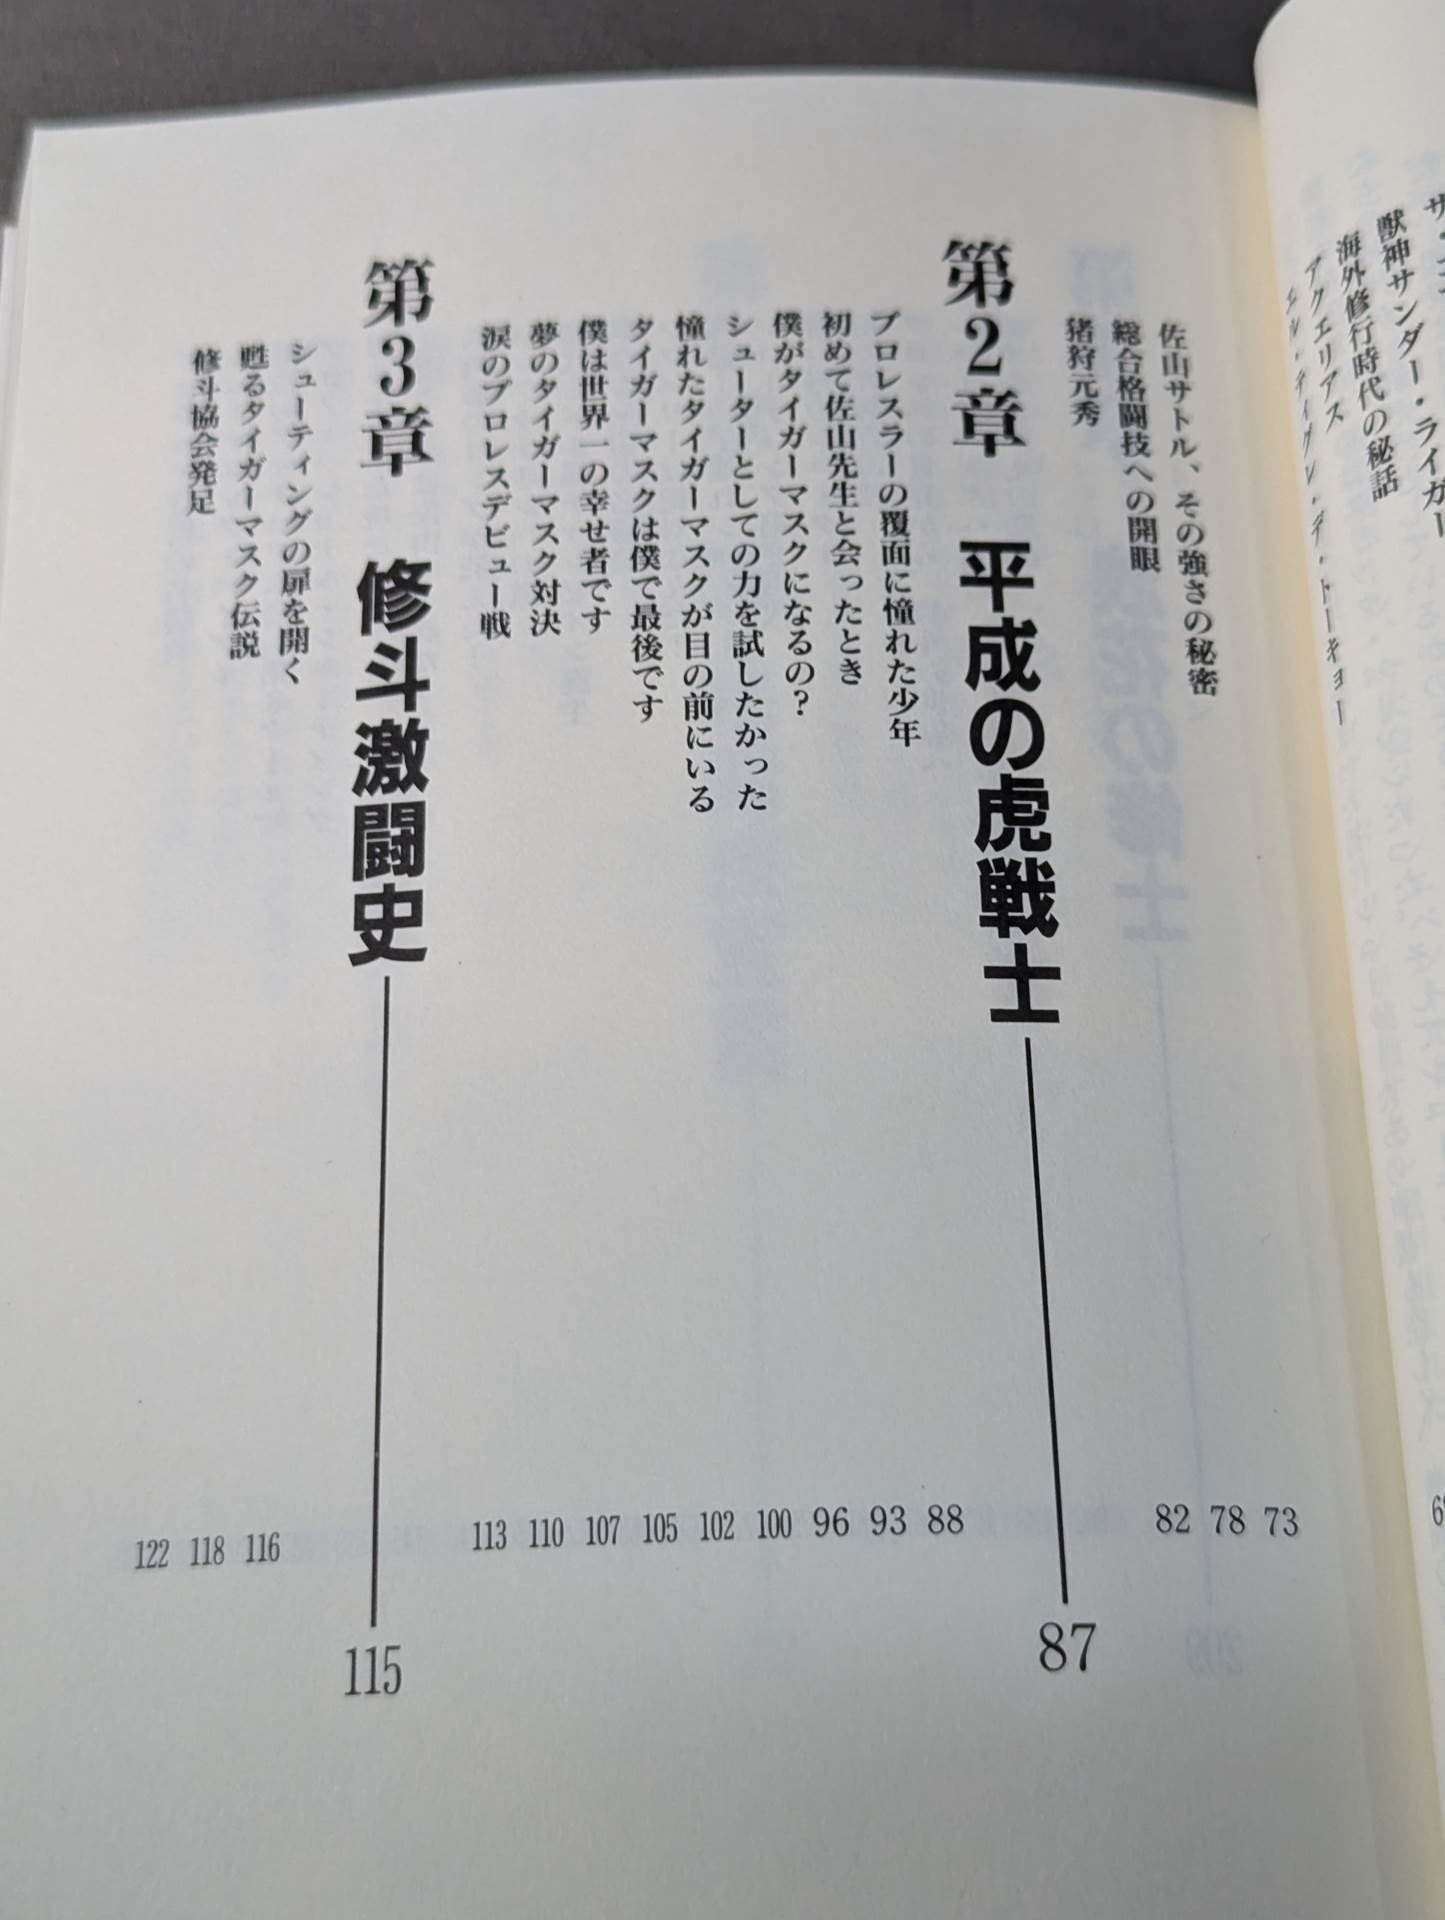 獣神サンダー・ライガー
海外修行時代の秘話
アクエリアス
エル・ティグレ・デ・トーキョー
佐山サトル、その強さの秘密 73
総合格闘技への開眼 78
猪狩元秀 82
第2章 平成の虎戦士 87
プロレスラーの覆面に憧れた少年 88
初めて佐山先生と会ったとき 93
僕がタイガーマスクになるの? 96
シューターとしての力を試したかった 100
憧れたタイガーマスクが目の前にいる 102
タイガーマスクは僕で最後です 105
僕は世界一の幸せ者です 107
夢のタイガーマスク対決 110
涙のプロレスデビュー戦 113
第3章 修斗激闘史 115
シューティングの扉を開く 116
甦るタイガーマスク伝説 118
修斗協会発足 122